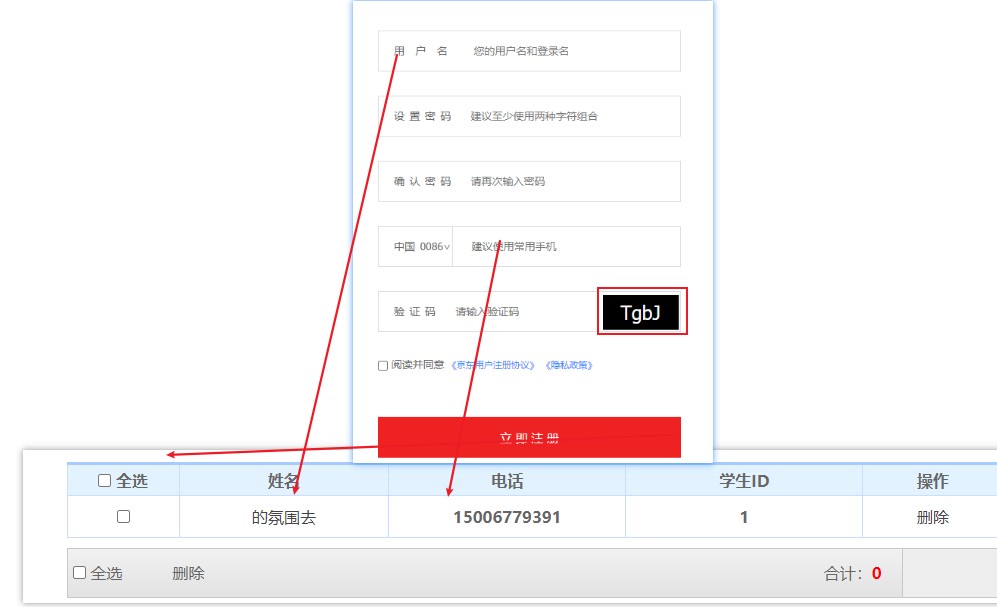 用 户 名 您的用户名和登录名
设 置 密 码 建议至少使用两种字符组合
确 认 密 码 请再次输入密码
中国 0086∨ 建议使用常用手机
验 证 码 请输入验证码 TgbJ
阅读并同意 《京东用户注册协议》 《隐私政策》
立即注册
全选 姓名 电话 学生ID 操作
的氛围去 15006779391 1 删除
全选 删除 合计：0